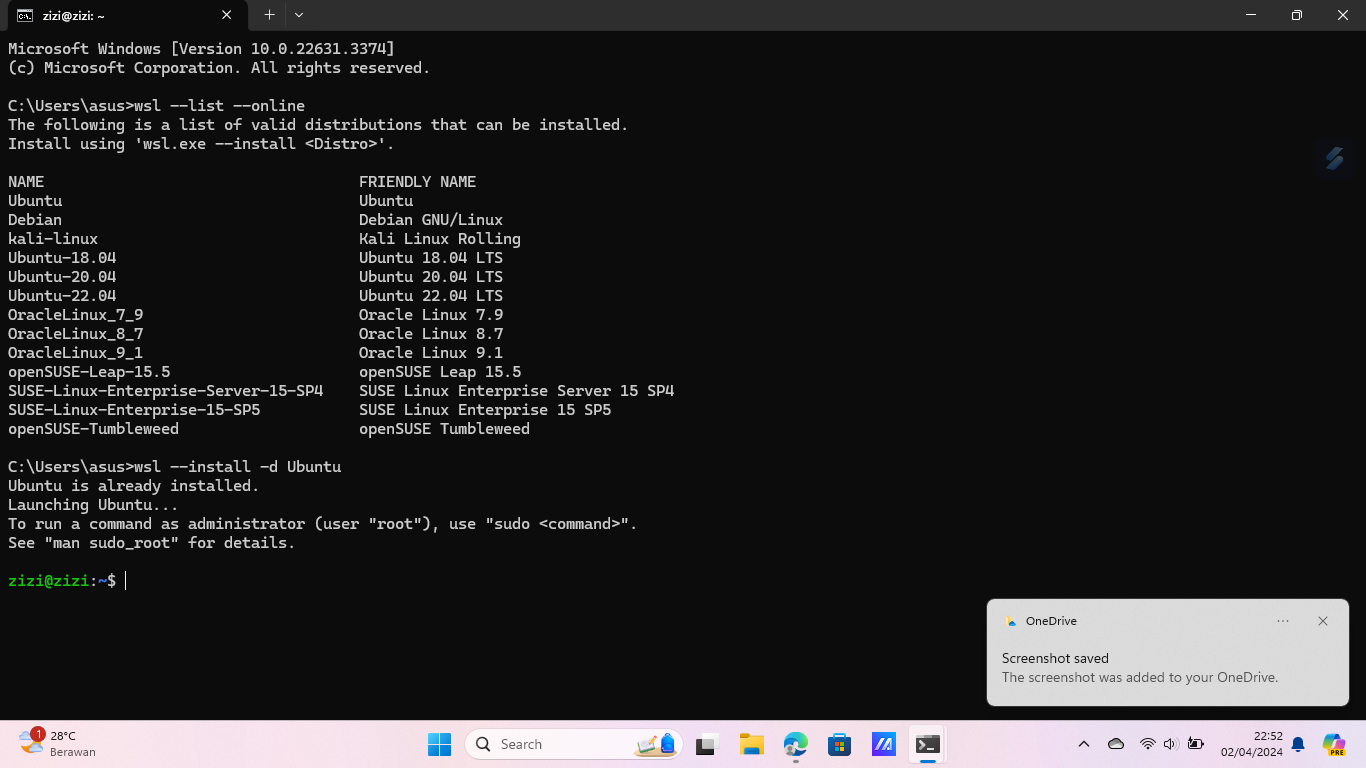 zizi@zizi: ~
Microsoft Windows [Version 10.0.22631.3374]
(c) Microsoft Corporation. All rights reserved.
C:\Users\asus>wsl --list --online
The following is a list of valid distributions that can be installed.
Install using 'wsl.exe --install <Distro>'.
NAME FRIENDLY NAME
Ubuntu Ubuntu
Debian Debian GNU/Linux
kali-linux Kali Linux Rolling
Ubuntu-18.04 Ubuntu 18.04 LTS
Ubuntu-20.04 Ubuntu 20.04 LTS
Ubuntu-22.04 Ubuntu 22.04 LTS
OracleLinux_7_9 Oracle Linux 7.9
OracleLinux_8_7 Oracle Linux 8.7
OracleLinux_9_1 Oracle Linux 9.1
openSUSE-Leap-15.5 openSUSE Leap 15.5
SUSE-Linux-Enterprise-Server-15-SP4 SUSE Linux Enterprise Server 15 SP4
SUSE-Linux-Enterprise-15-SP5 SUSE Linux Enterprise 15 SP5
openSUSE-Tumbleweed openSUSE Tumbleweed
C:\Users\asus>wsl --install -d Ubuntu
Ubuntu is already installed.
Launching Ubuntu...
To run a command as administrator (user "root"), use "sudo <command>".
See "man sudo_root" for details.
zizi@zizi:~$
OneDrive
Screenshot saved
The screenshot was added to your OneDrive.
1
28°C
Berawan
Search
22:52
02/04/2024
PRE